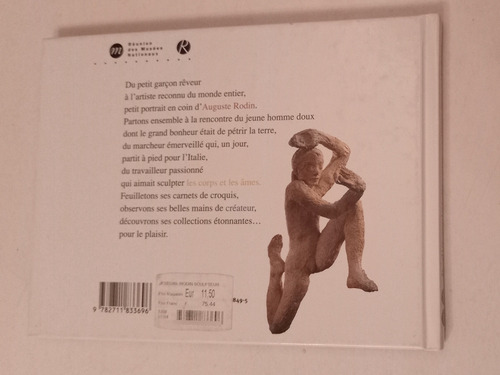 m
Réunion
des Musées
Nationaux
R
Du petit garçon rêveur
à l'artiste reconnu du monde entier,
petit portrait en coin d'Auguste Rodin.
Partons ensemble à la rencontre du jeune homme doux
dont le grand bonheur était de pétrir la terre,
du marcheur émerveillé qui, un jour,
partit à pied pour l'Italie,
du travailleur passionné
qui aimait sculpter les corps et les âmes.
Feuilletons ses carnets de croquis,
observons ses belles mains de créateur,
découvrons ses collections étonnantes...
pour le plaisir.
Eur 11.50
75.44
849-5
9 782711 833696